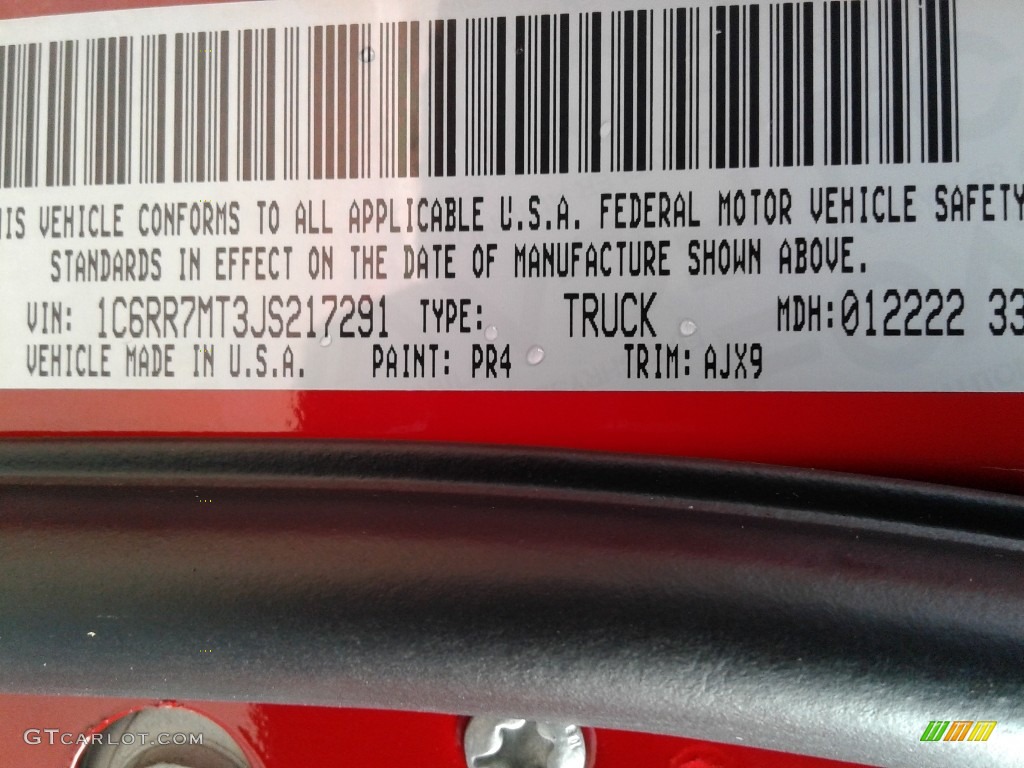 HIS VEHICLE CONFORMS TO ALL APPLICABLE U.S.A. FEDERAL MOTOR VEHICLE SAFETY
STANDARDS IN EFFECT ON THE DATE OF MANUFACTURE SHOWN ABOVE.
VIN: 1C6RR7MT3JS217291 TYPE: TRUCK MDH:012222 33
VEHICLE MADE IN U.S.A. PAINT: PR4 TRIM: AJX9
GTCARLOT.COM